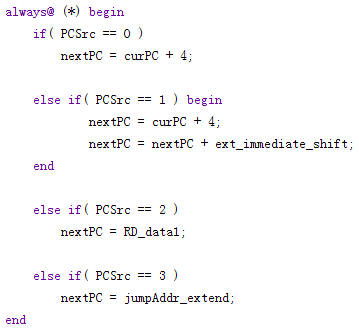 always@ (*) begin
if( PCSrc == 0 )
nextPC = curPC + 4;
else if( PCSrc == 1 ) begin
nextPC = curPC + 4;
nextPC = nextPC + ext_immediate_shift;
end
else if( PCSrc == 2 )
nextPC = RD_data1;
else if( PCSrc == 3 )
nextPC = jumpAddr_extend;
end